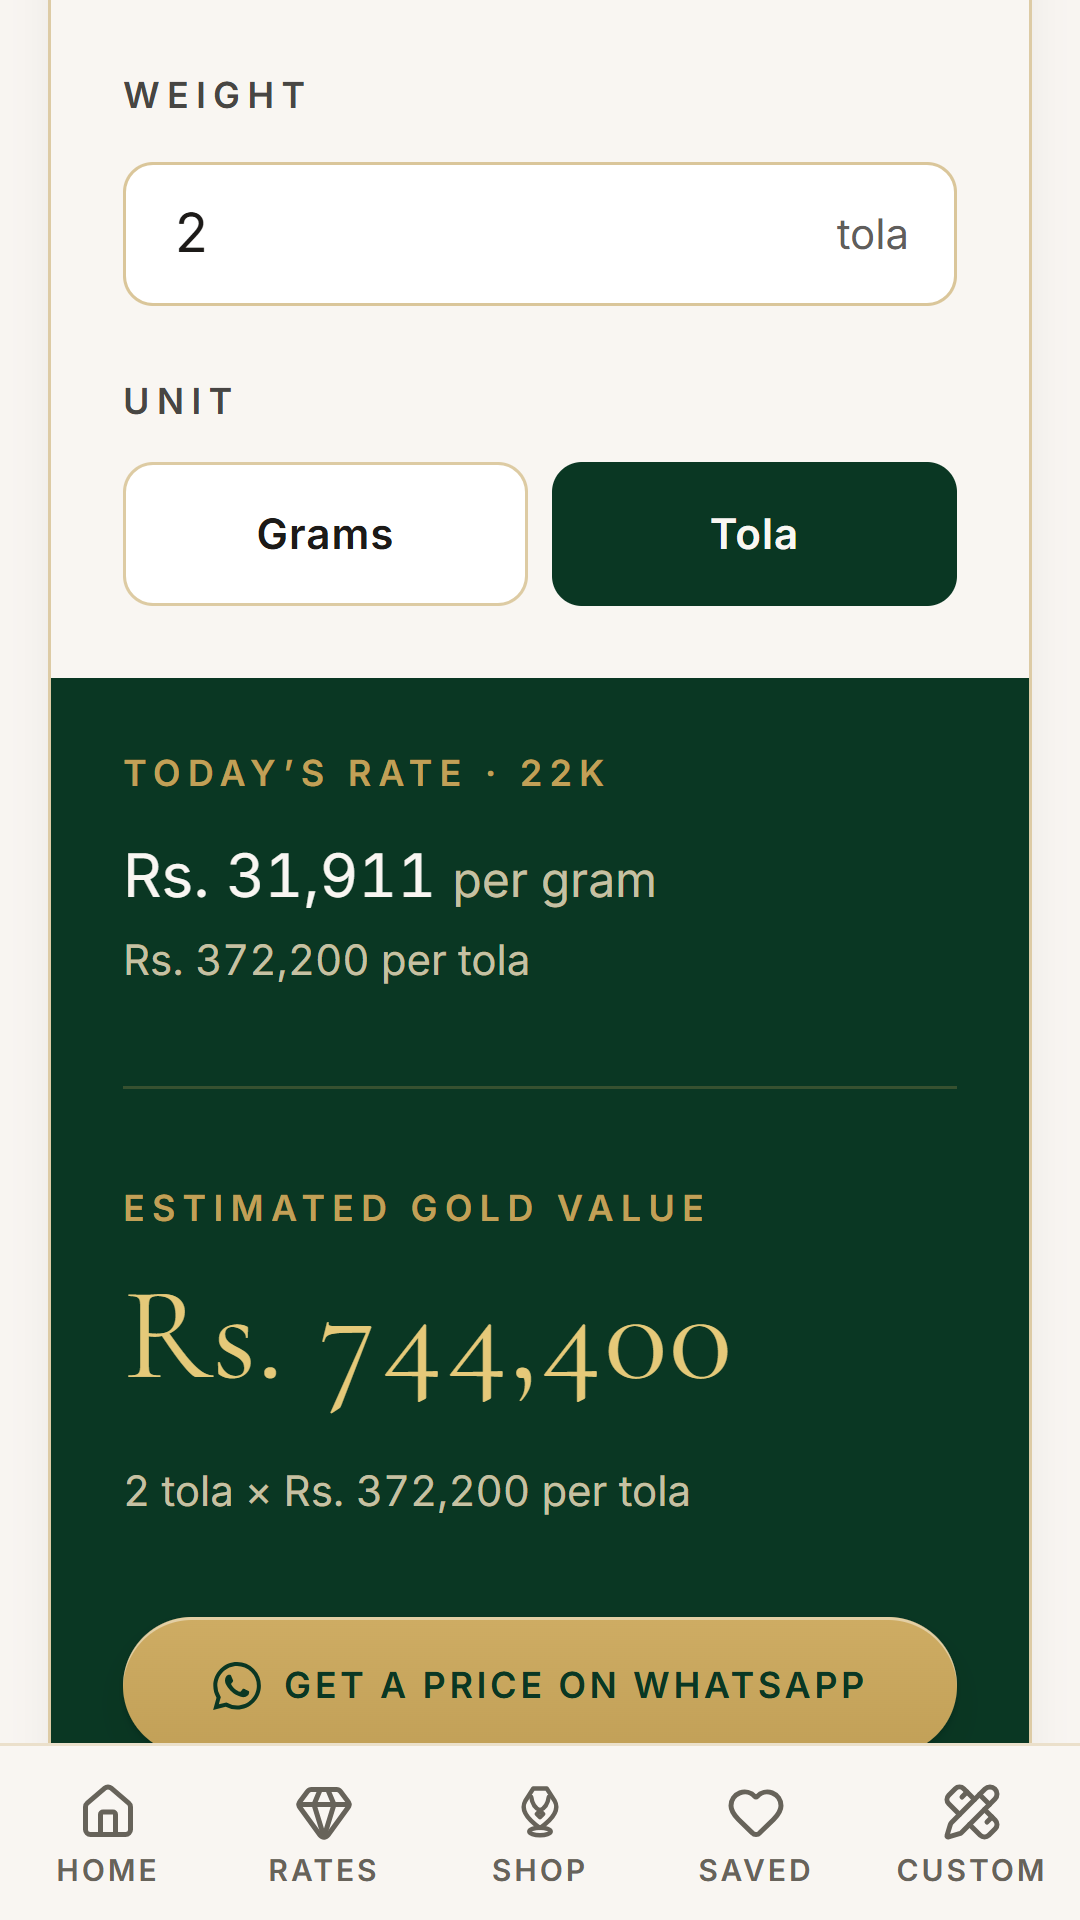 WEIGHT
2 tola
UNIT
Grams Tola
TODAY’S RATE · 22K
Rs. 31,911 per gram
Rs. 372,200 per tola
ESTIMATED GOLD VALUE
Rs. 744,400
2 tola × Rs. 372,200 per tola
GET A PRICE ON WHATSAPP
HOME RATES SHOP SAVED CUSTOM